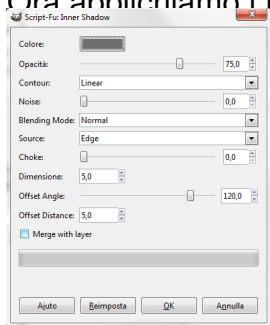 Ora applichiamo l'I
Script-Fu: Inner Shadow
Colore:
Opacità: 75,0
Contour: Linear
Noise: 0,0
Blending Mode: Normal
Source: Edge
Choke: 0,0
Dimensione: 5,0
Offset Angle: 120,0
Offset Distance: 5,0
Merge with layer
Aiuto Reimposta OK Annulla